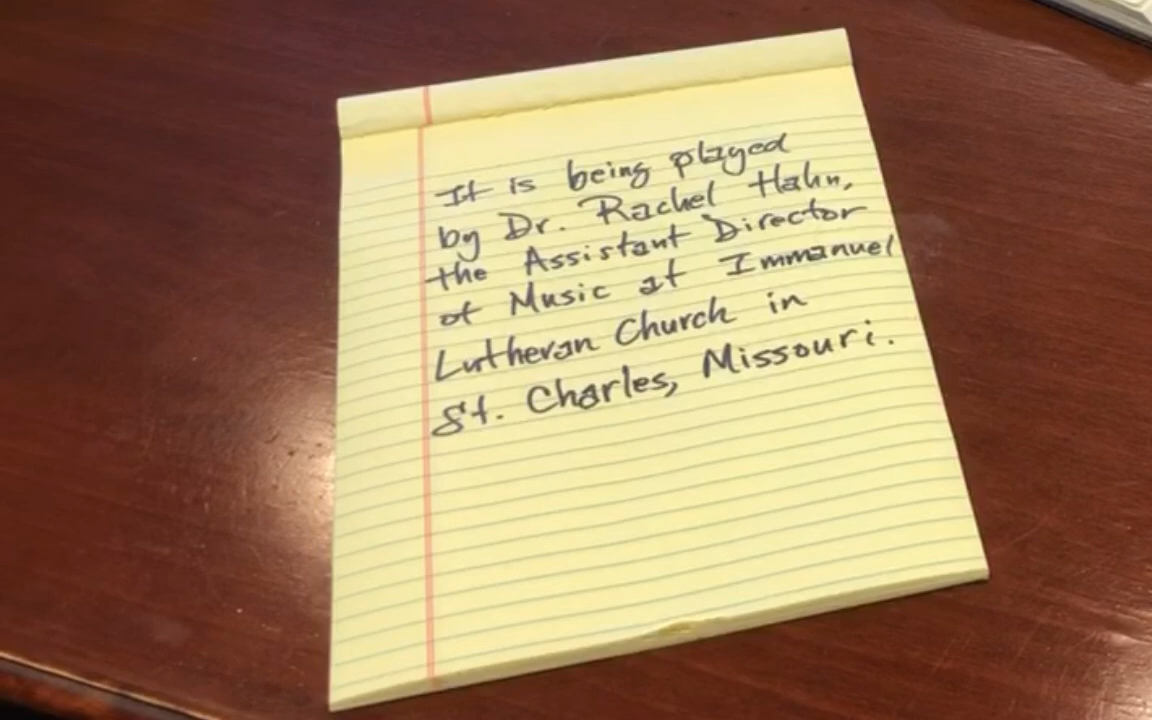 It is being played
by Dr. Rachel Hahn,
the Assistant Director
of Music at Immanuel
Lutheran Church in
St. Charles, Missouri.